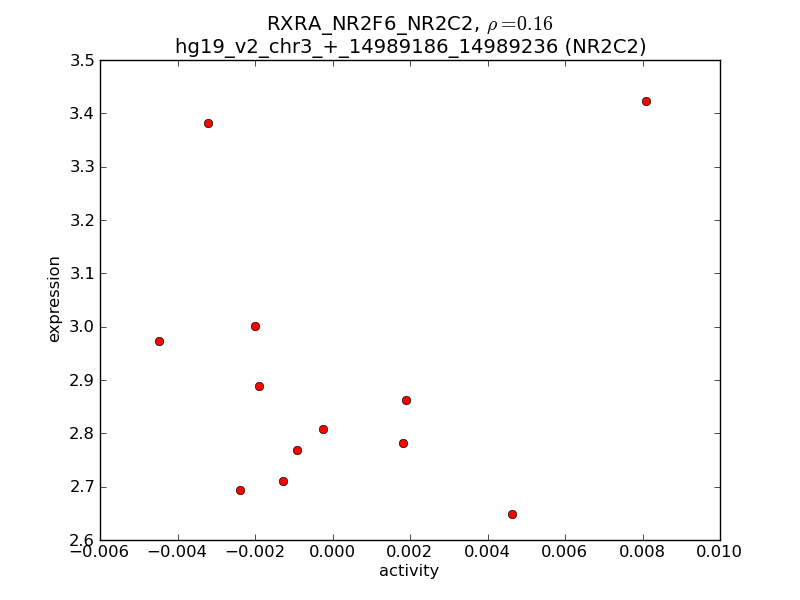 RXRA_NR2F6_NR2C2, ρ=0.16
hg19_v2_chr3_+_14989186_14989236 (NR2C2)
3.5
3.4
3.3
3.2
3.1
3.0
2.9
2.8
2.7
2.6
expression
−0.006 −0.004 −0.002 0.000 0.002 0.004 0.006 0.008 0.010
activity